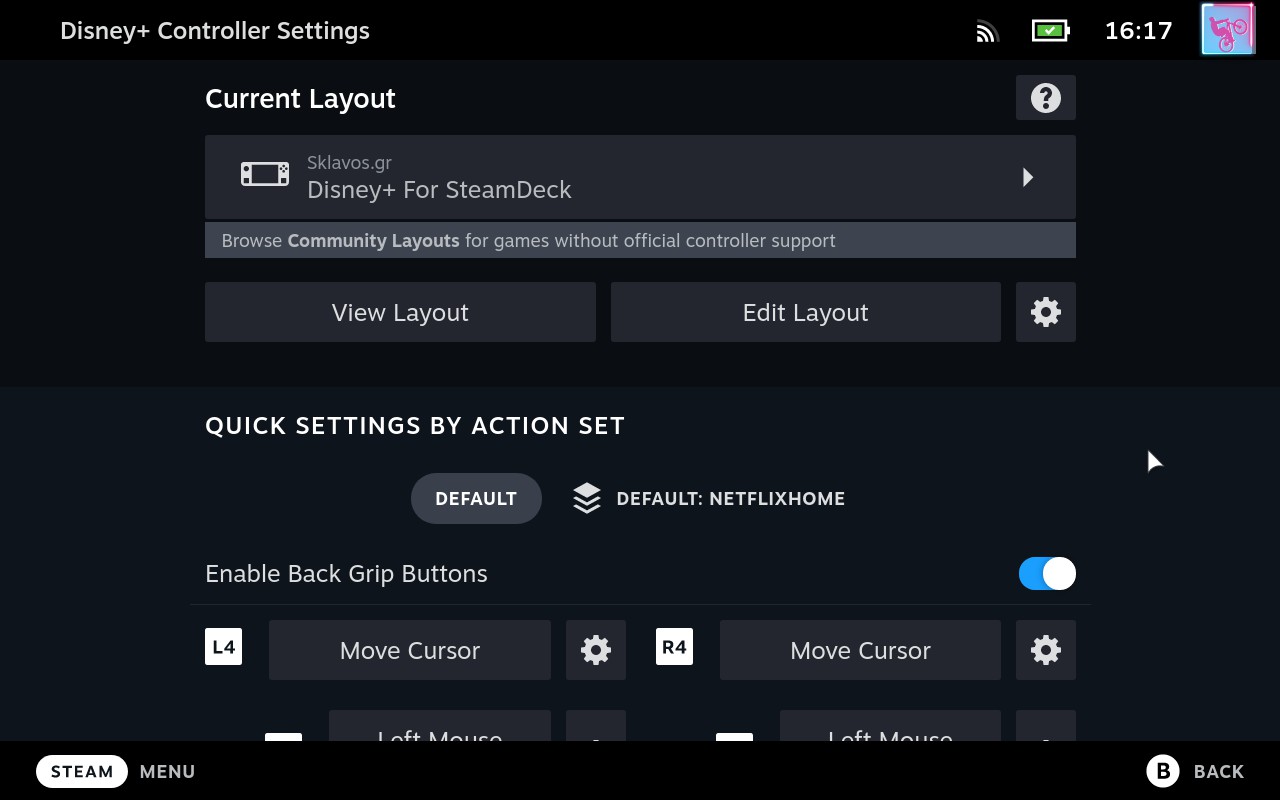 Disney+ Controller Settings
16:17
Current Layout
Sklavos.gr
Disney+ For SteamDeck
Browse Community Layouts for games without official controller support
View Layout
Edit Layout
QUICK SETTINGS BY ACTION SET
DEFAULT
DEFAULT: NETFLIXHOME
Enable Back Grip Buttons
L4
Move Cursor
R4
Move Cursor
Left Mouse
Left Mouse
STEAM MENU
B BACK